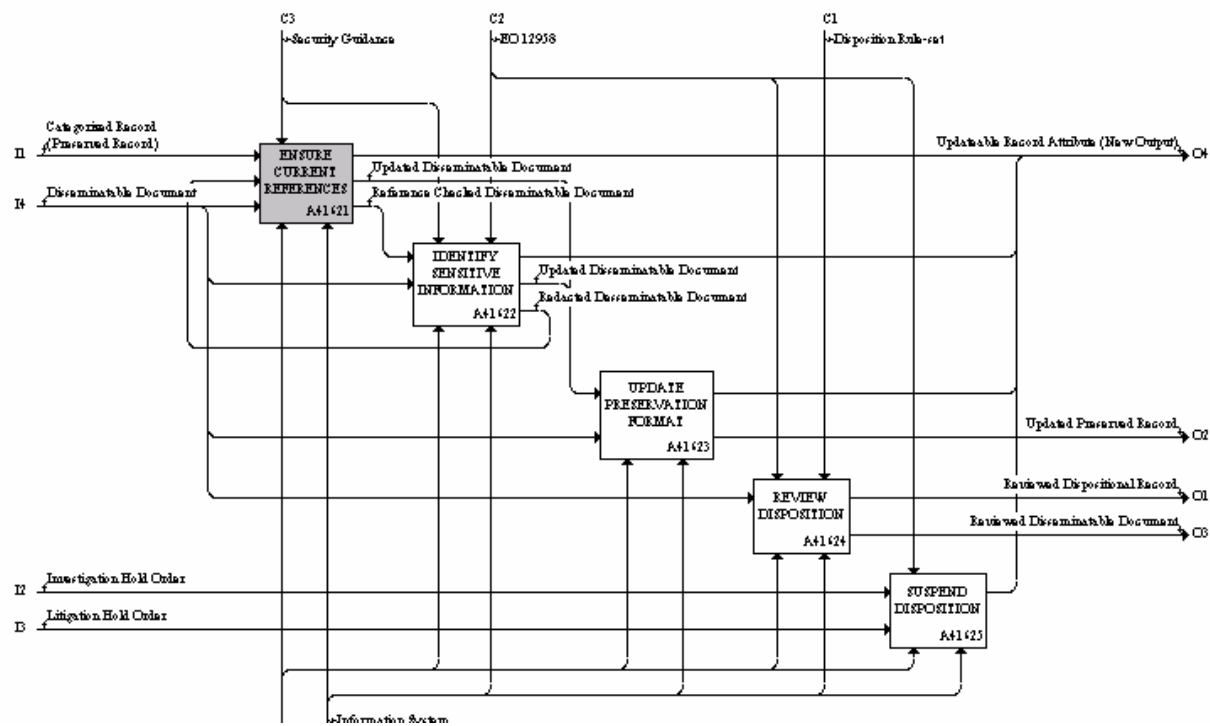 C3
C2
C1
Security Guidance
EO 12958
Disposition Rule-set
I1
Categorized Record
(Preserved Record)
ENSURE
CURRENT
REFERENCES
A41621
Updateable Record Attribute (New Output)
O4
Updated Disseminatable Document
I4
Disseminatable Document
Reference Checked Disseminatable Document
IDENTIFY
SENSITIVE
INFORMATION
A41622
Updated Disseminatable Document
Redacted Desseminatable Document
UPDATE
PRESERVATION
FORMAT
A41623
Updated Preserved Record
O2
REVIEW
DISPOSITION
A41624
Reviewed Dispositional Record
O1
Reviewed Disseminatable Document
O3
I2
Investigation Hold Order
I3
Litigation Hold Order
SUSPEND
DISPOSITION
A41625
Information System